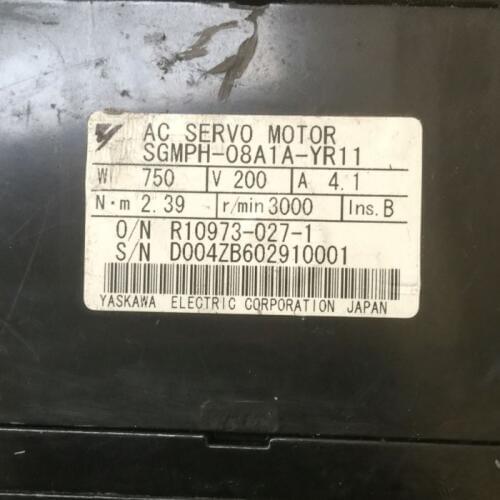 AC SERVO MOTOR
SGMPH-08A1A-YR11
W 750 V 200 A 4.1
N·m 2.39 r/min 3000 Ins. B
O/N R10973-027-1
S/N D004ZB602910001
YASKAWA ELECTRIC CORPORATION JAPAN